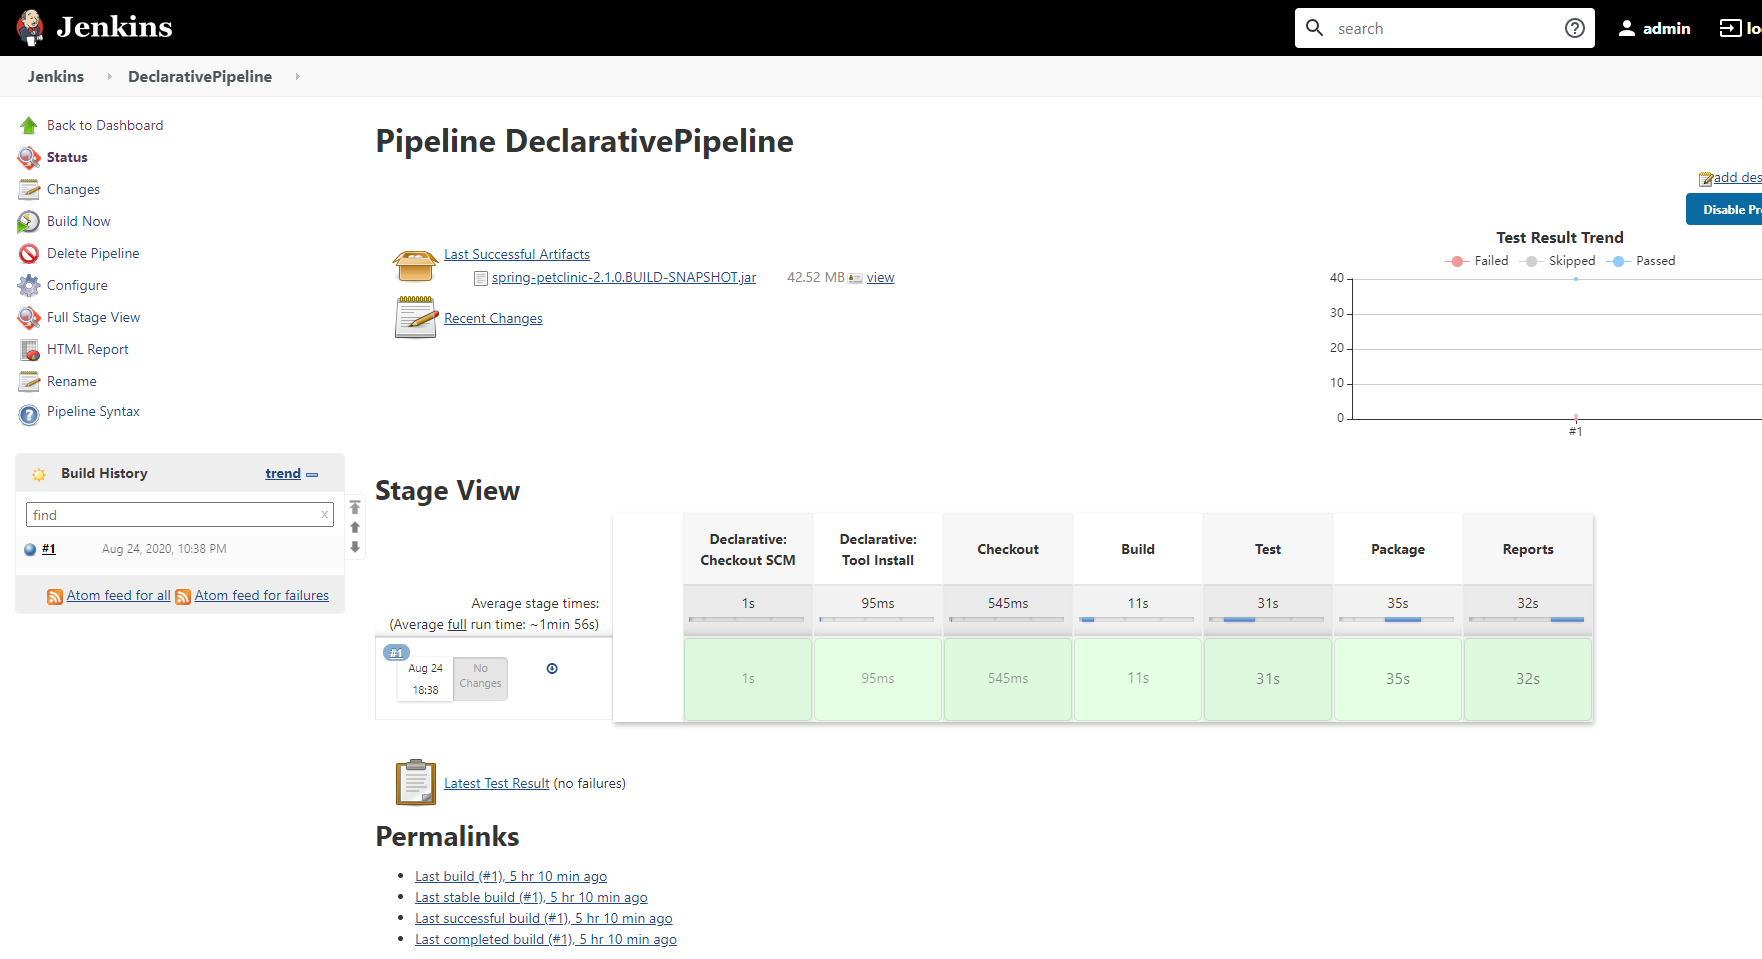 Jenkins
search
admin
lo
Jenkins
DeclarativePipeline
Back to Dashboard
Status
Changes
Build Now
Delete Pipeline
Configure
Full Stage View
HTML Report
Rename
Pipeline Syntax
Build History trend
find x
#1 Aug 24, 2020, 10:38 PM
Atom feed for all Atom feed for failures
Pipeline DeclarativePipeline
add des
Disable Pr
Last Successful Artifacts
spring-petclinic-2.1.0.BUILD-SNAPSHOT.jar 42.52 MB view
Recent Changes
Test Result Trend
Failed Skipped Passed
40
30
20
10
0
#1
Stage View
Declarative: Checkout SCM
Declarative: Tool Install
Checkout
Build
Test
Package
Reports
Average stage times:
(Average full run time: ~1min 56s)
1s 95ms 545ms 11s 31s 35s 32s
#1
Aug 24
18:38
No
Changes
1s 95ms 545ms 11s 31s 35s 32s
Latest Test Result (no failures)
Permalinks
Last build (#1), 5 hr 10 min ago
Last stable build (#1), 5 hr 10 min ago
Last successful build (#1), 5 hr 10 min ago
Last completed build (#1), 5 hr 10 min ago